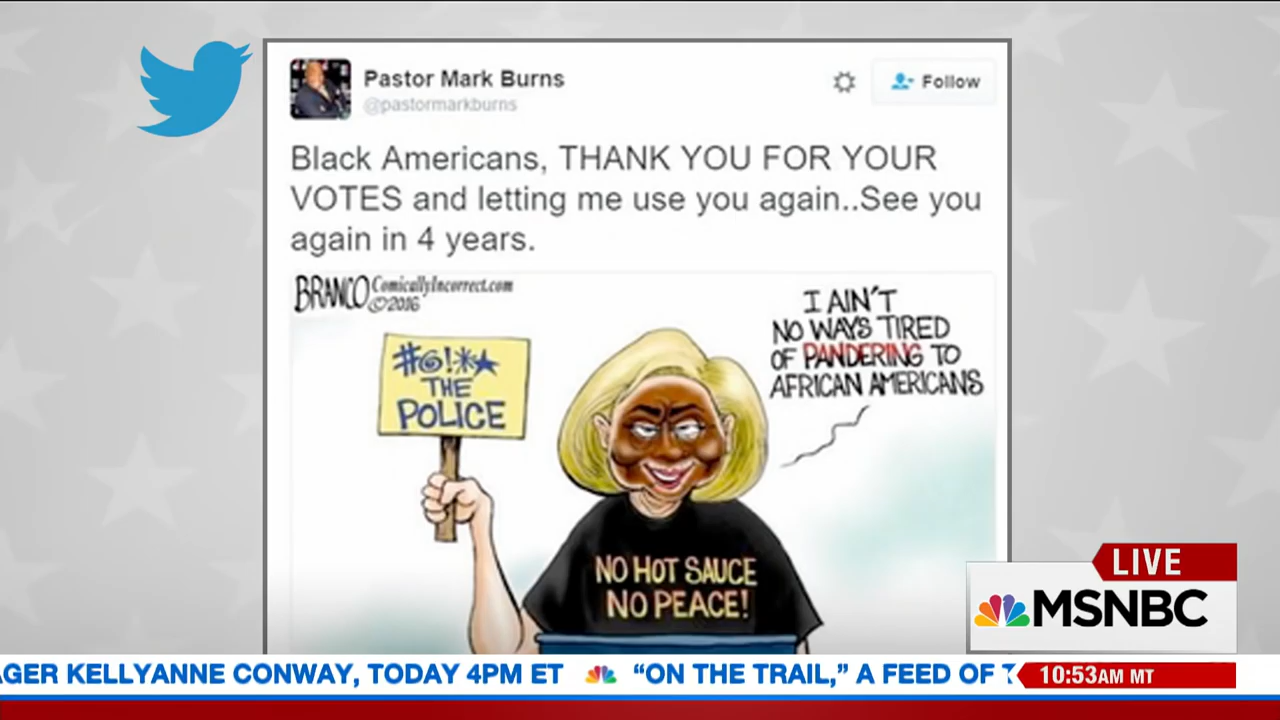 Pastor Mark Burns
Follow
@pastormarkburns
Black Americans, THANK YOU FOR YOUR
VOTES and letting me use you again..See you
again in 4 years.
BRANCO ComicallyIncorrect.com
©2016
I AIN'T
NO WAYS TIRED
OF PANDERING TO
AFRICAN AMERICANS
#@!**
THE
POLICE
NO HOT SAUCE
NO PEACE!
LIVE
MSNBC
AGER KELLYANNE CONWAY, TODAY 4PM ET “ON THE TRAIL,” A FEED OF
10:53AM MT